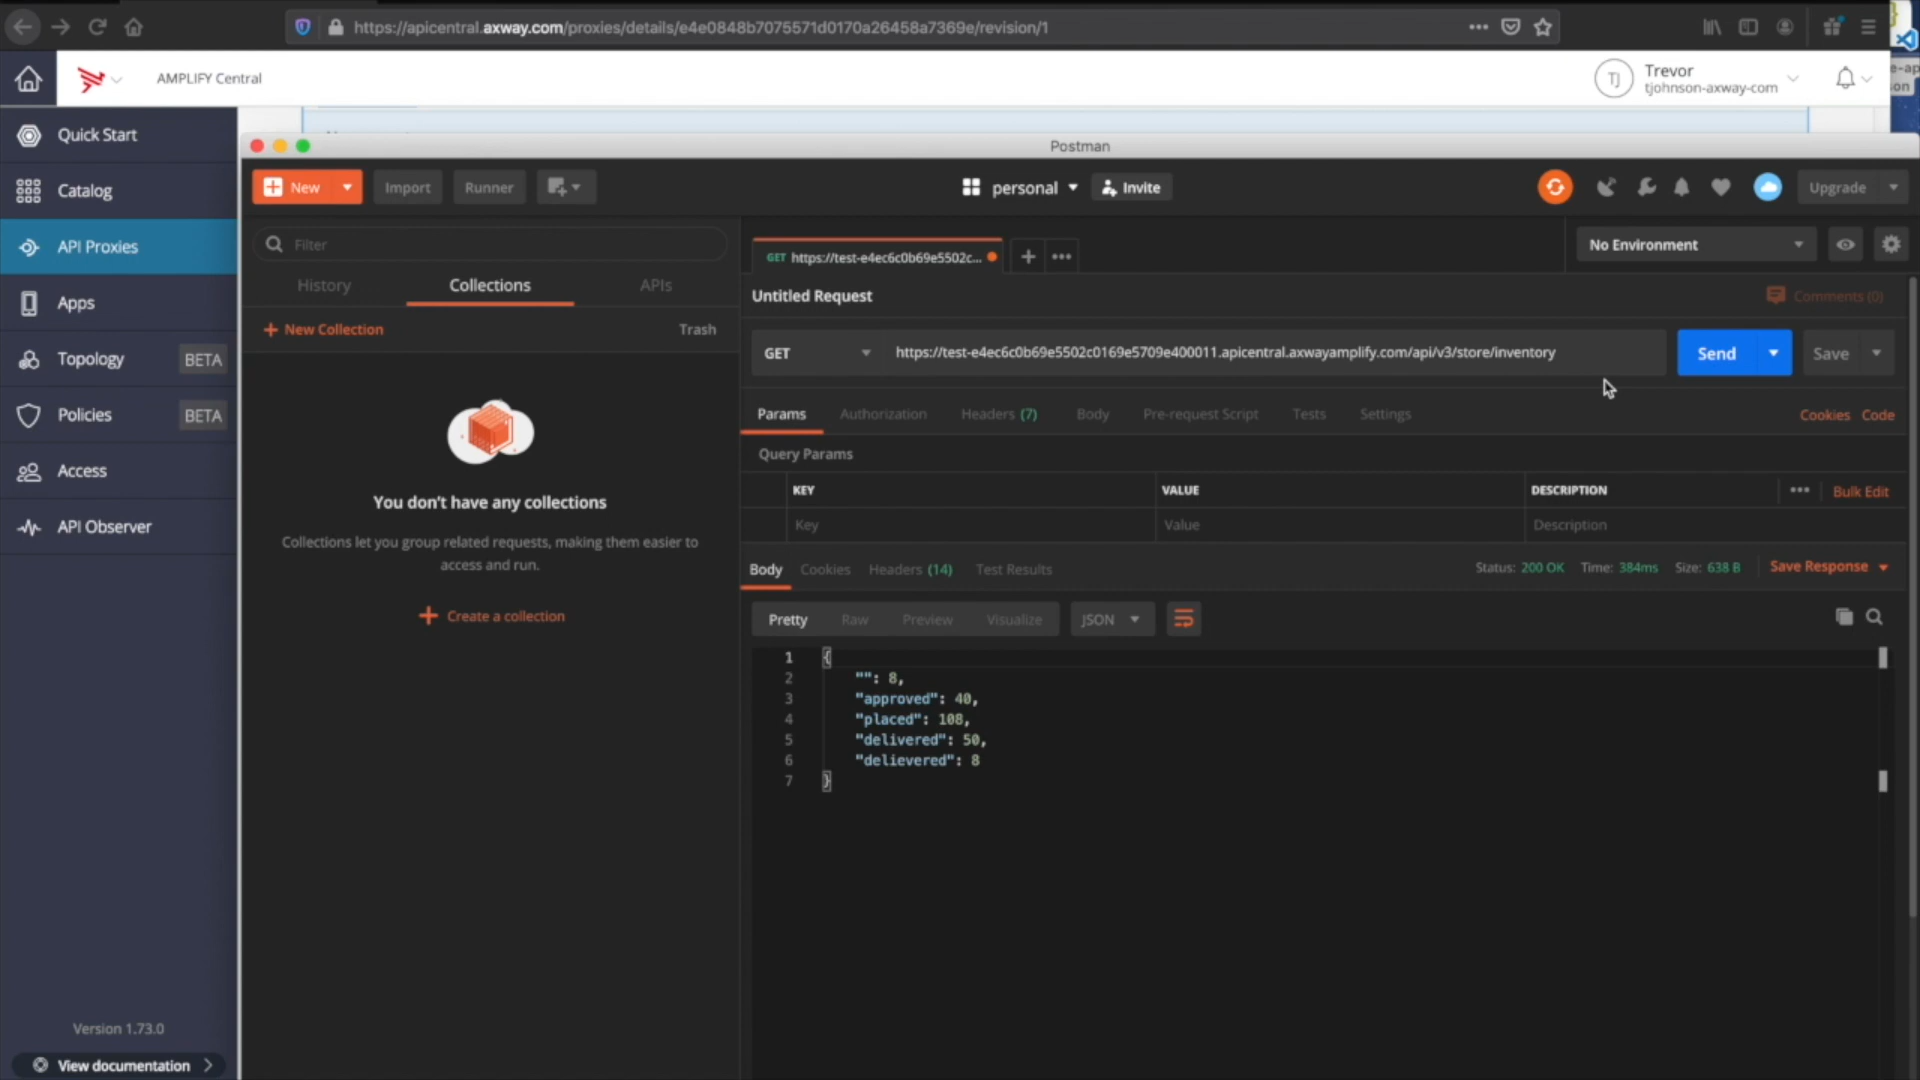 https://apicentral.axway.com/proxies/details/e4e0848b7075571d0170a26458a7369e/revision/1
AMPLIFY Central
TJ
Trevor
tjohnson-axway-com
e-ap
on
Quick Start
Catalog
API Proxies
Apps
Topology BETA
Policies BETA
Access
API Observer
Version 1.73.0
View documentation
Postman
New
Import
Runner
personal
Invite
Upgrade
Filter
History
Collections
APIs
+ New Collection
Trash
You don't have any collections
Collections let you group related requests, making them easier to
access and run.
+ Create a collection
GET https://test-e4ec6c0b69e5502c...
No Environment
Untitled Request
Comments (0)
GET
https://test-e4ec6c0b69e5502c0169e5709e400011.apicentral.axwayamplify.com/api/v3/store/inventory
Send
Save
Params Authorization Headers (7) Body Pre-request Script Tests Settings Cookies Code
Query Params
KEY VALUE DESCRIPTION Bulk Edit
Key Value Description
Body Cookies Headers (14) Test Results Status: 200 OK Time: 384ms Size: 638 B Save Response
Pretty Raw Preview Visualize JSON
1 {
2 "": 8,
3 "approved": 40,
4 "placed": 108,
5 "delivered": 50,
6 "delievered": 8
7 }